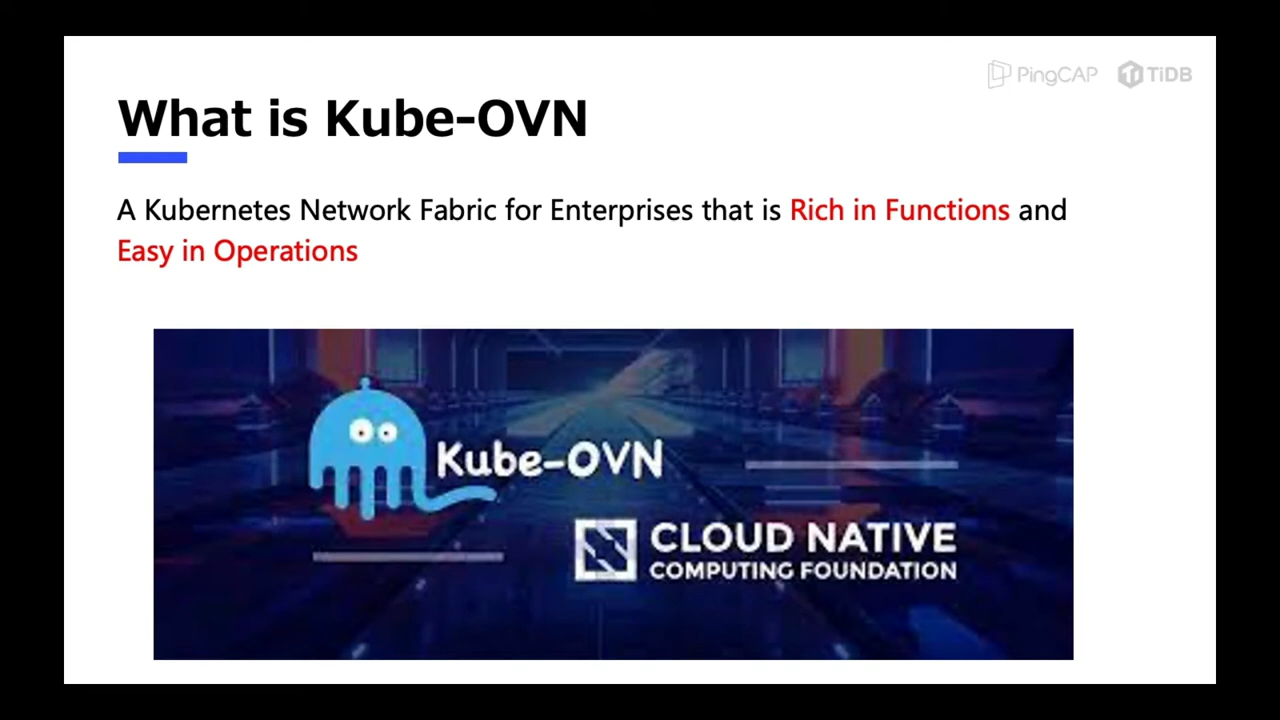 PingCAP TiDB
What is Kube-OVN
A Kubernetes Network Fabric for Enterprises that is Rich in Functions and
Easy in Operations
Kube-OVN
CLOUD NATIVE
COMPUTING FOUNDATION